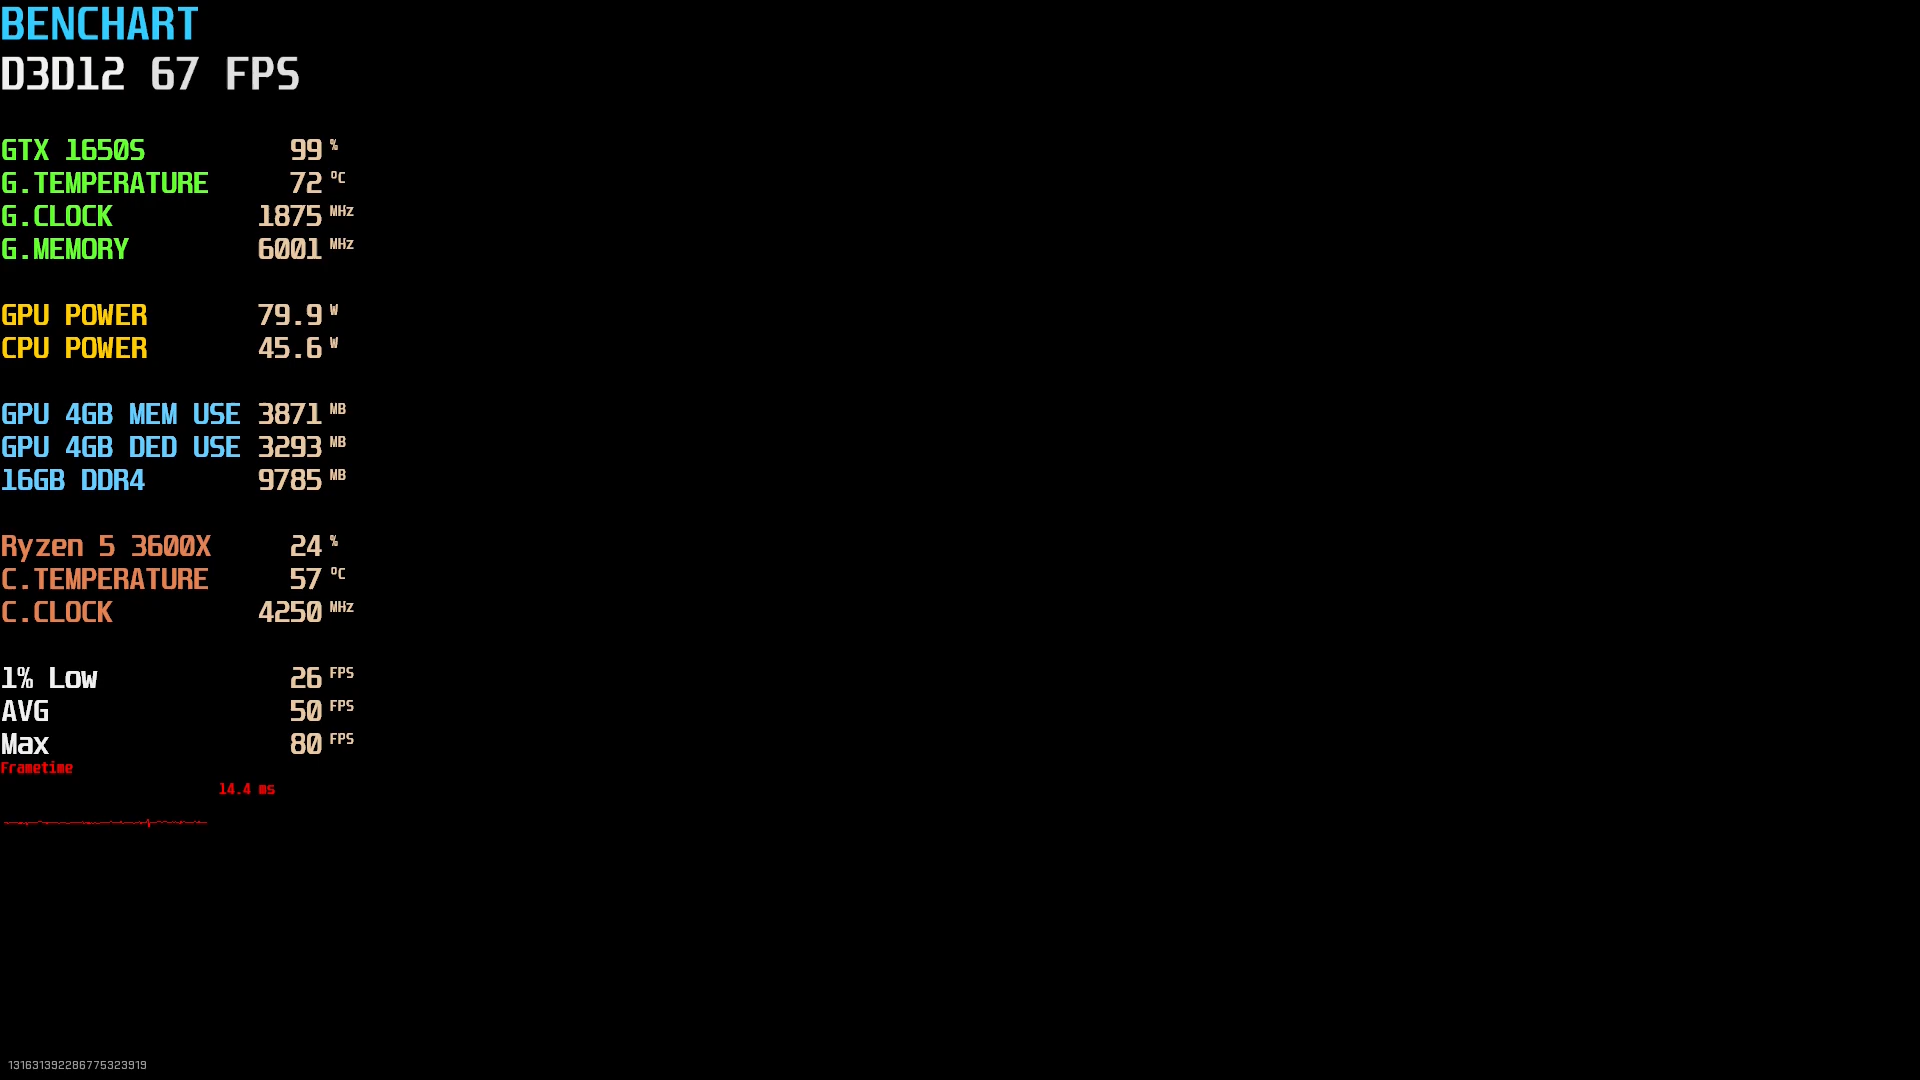 BENCHART
D3D12 67 FPS
GTX 1650S 99 %
G.TEMPERATURE 72 °C
G.CLOCK 1875 MHz
G.MEMORY 6001 MHz
GPU POWER 79.9 W
CPU POWER 45.6 W
GPU 4GB MEM USE 3871 MB
GPU 4GB DED USE 3293 MB
16GB DDR4 9785 MB
Ryzen 5 3600X 24 %
C.TEMPERATURE 57 °C
C.CLOCK 4250 MHz
1% Low 26 FPS
AVG 50 FPS
Max 80 FPS
Frametime
14.4 ms
131631392286775323919